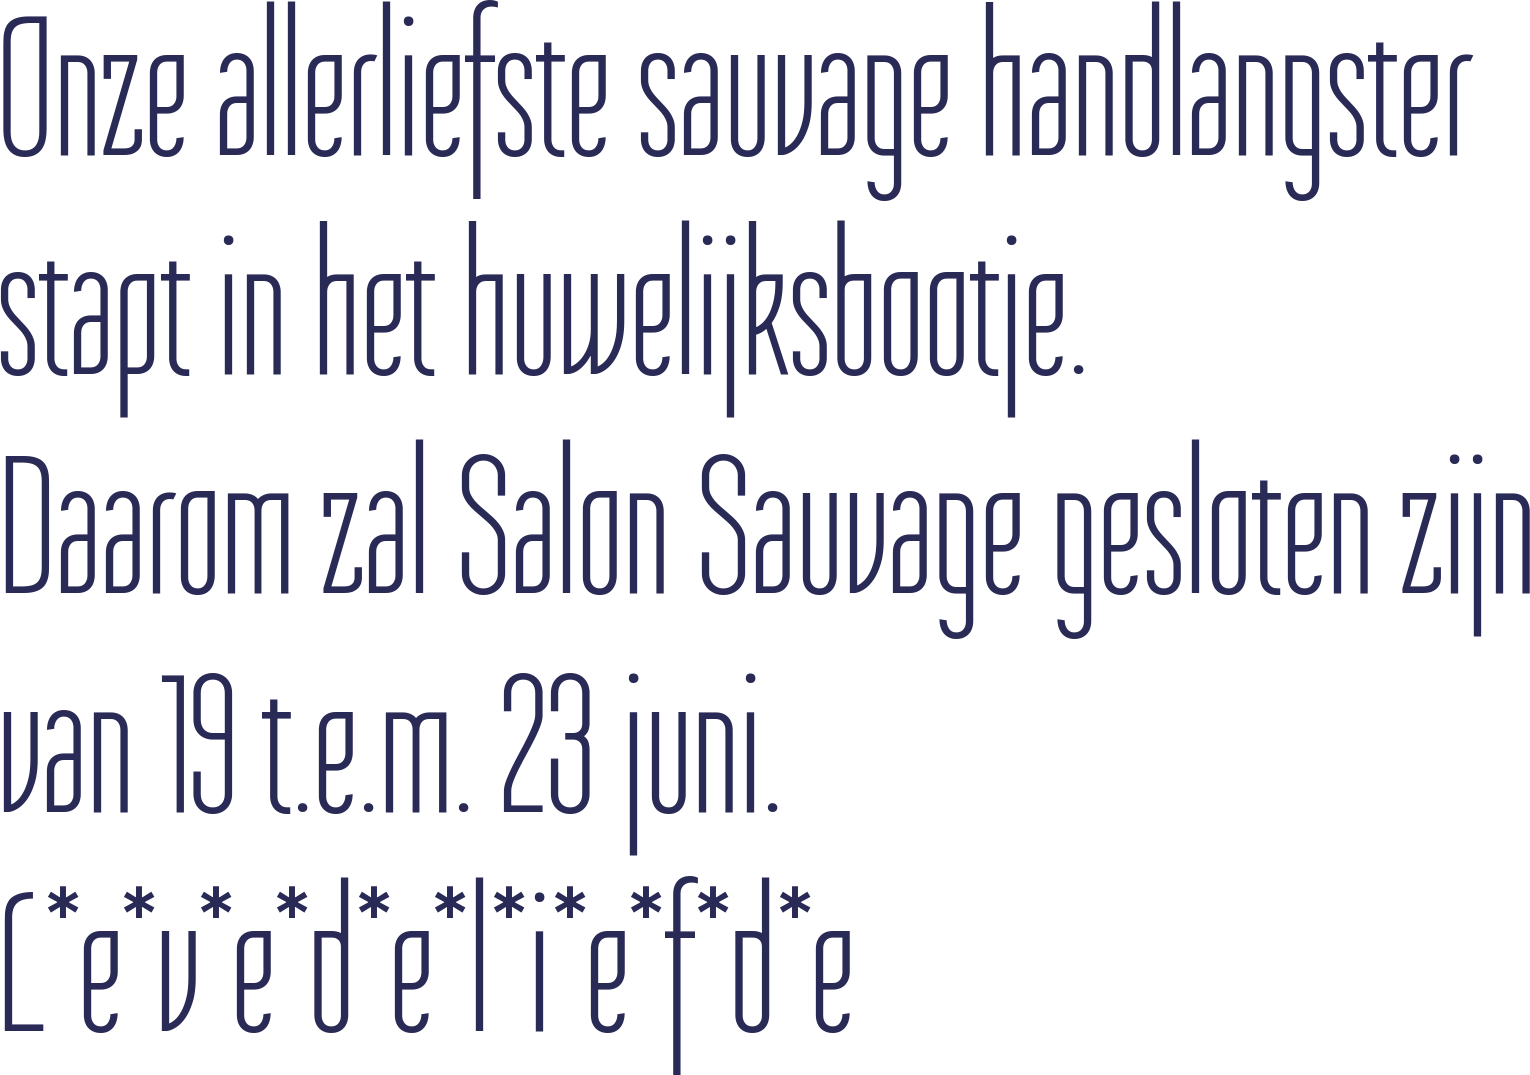 Onze allerliefste sauvage handlangster
stapt in het huwelijksbootje.
Daarom zal Salon Sauvage gesloten zijn
van 19 t.e.m. 23 juni.
L*e*v*e*d*e*l*i*e*f*d*e